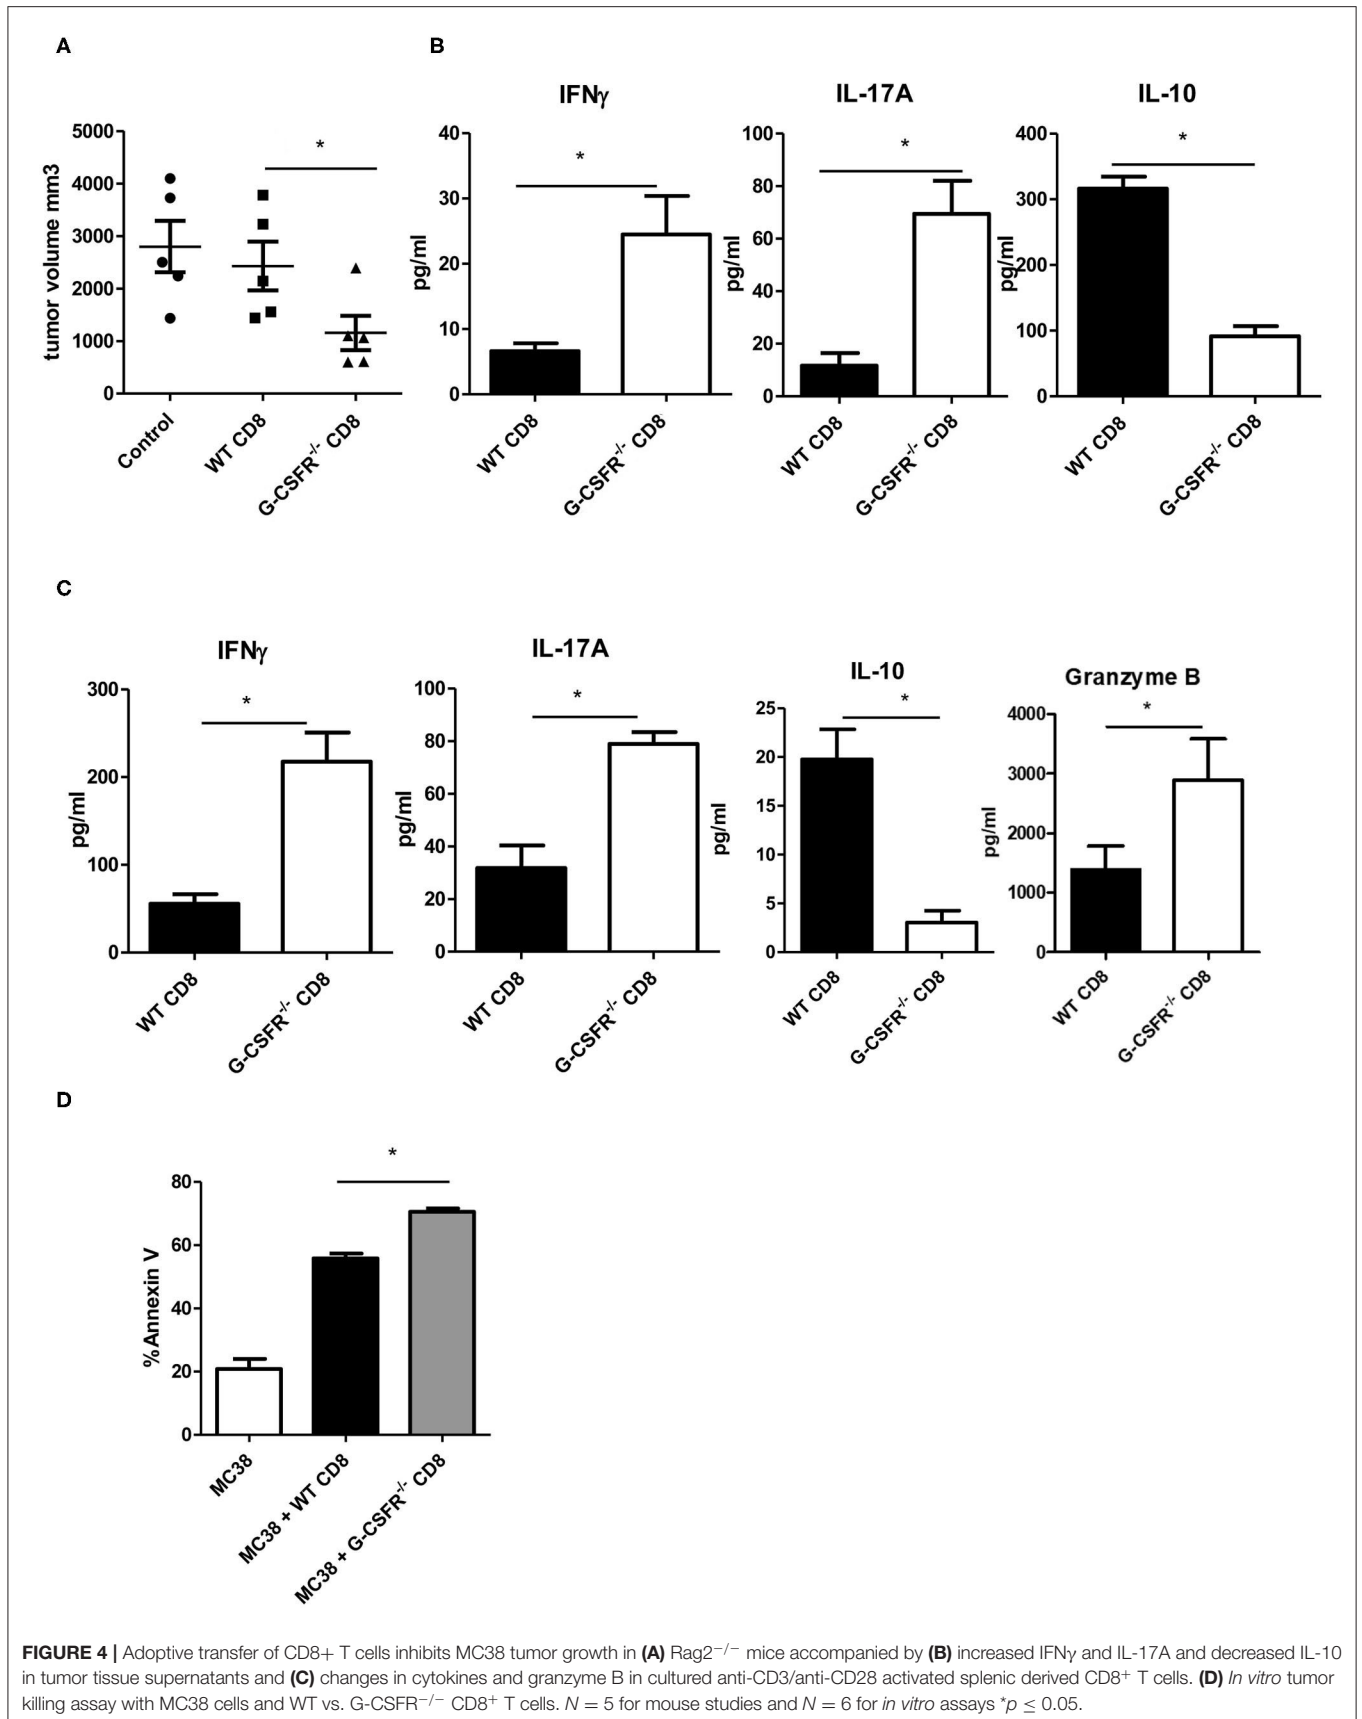 A
B
IFNγ
IL-17A
IL-10
tumor volume mm3
5000
4000
3000
2000
1000
0
*
Control
WT CD8
G-CSFR-/- CD8
pg/ml
40
30
20
10
0
*
WT CD8
G-CSFR-/- CD8
pg/ml
100
80
60
40
20
0
*
WT CD8
G-CSFR-/- CD8
pg/ml
400
300
200
100
0
*
WT CD8
G-CSFR-/- CD8
C
IFNγ
pg/ml
300
200
100
0
*
WT CD8
G-CSFR-/- CD8
IL-17A
pg/ml
100
80
60
40
20
0
*
WT CD8
G-CSFR-/- CD8
IL-10
pg/ml
25
20
15
10
5
0
*
WT CD8
G-CSFR-/- CD8
Granzyme B
pg/ml
4000
3000
2000
1000
0
*
WT CD8
G-CSFR-/- CD8
D
%Annexin V
80
60
40
20
0
*
MC38
MC38 + WT CD8
MC38 + G-CSFR-/- CD8
FIGURE 4 | Adoptive transfer of CD8+ T cells inhibits MC38 tumor growth in (A) Rag2−/− mice accompanied by (B) increased IFNγ and IL-17A and decreased IL-10
in tumor tissue supernatants and (C) changes in cytokines and granzyme B in cultured anti-CD3/anti-CD28 activated splenic derived CD8+ T cells. (D) In vitro tumor
killing assay with MC38 cells and WT vs. G-CSFR−/− CD8+ T cells. N = 5 for mouse studies and N = 6 for in vitro assays *p ≤ 0.05.